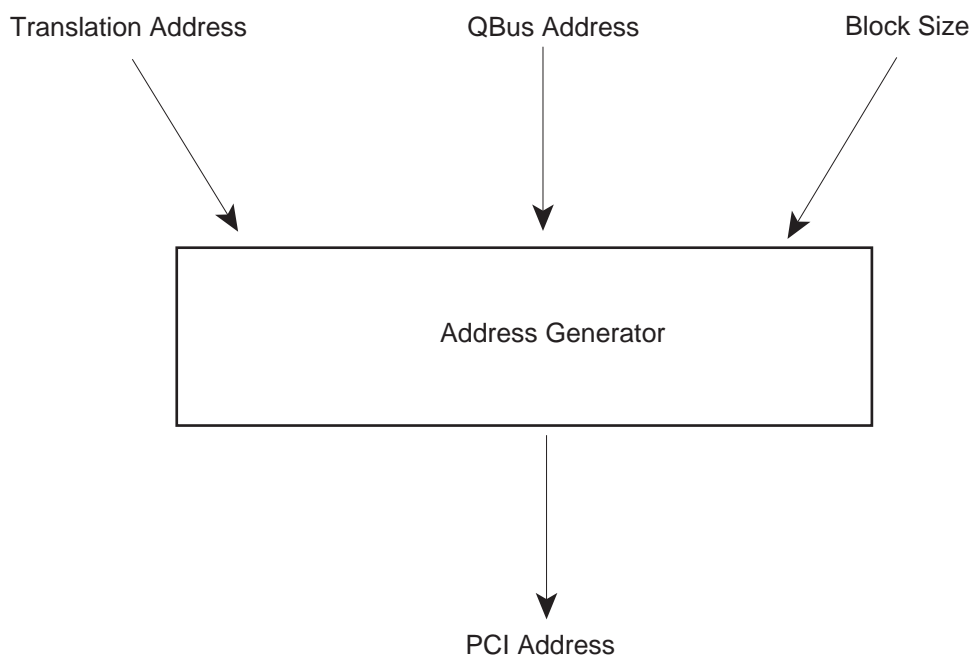 Translation Address
QBus Address
Block Size
Address Generator
PCI Address